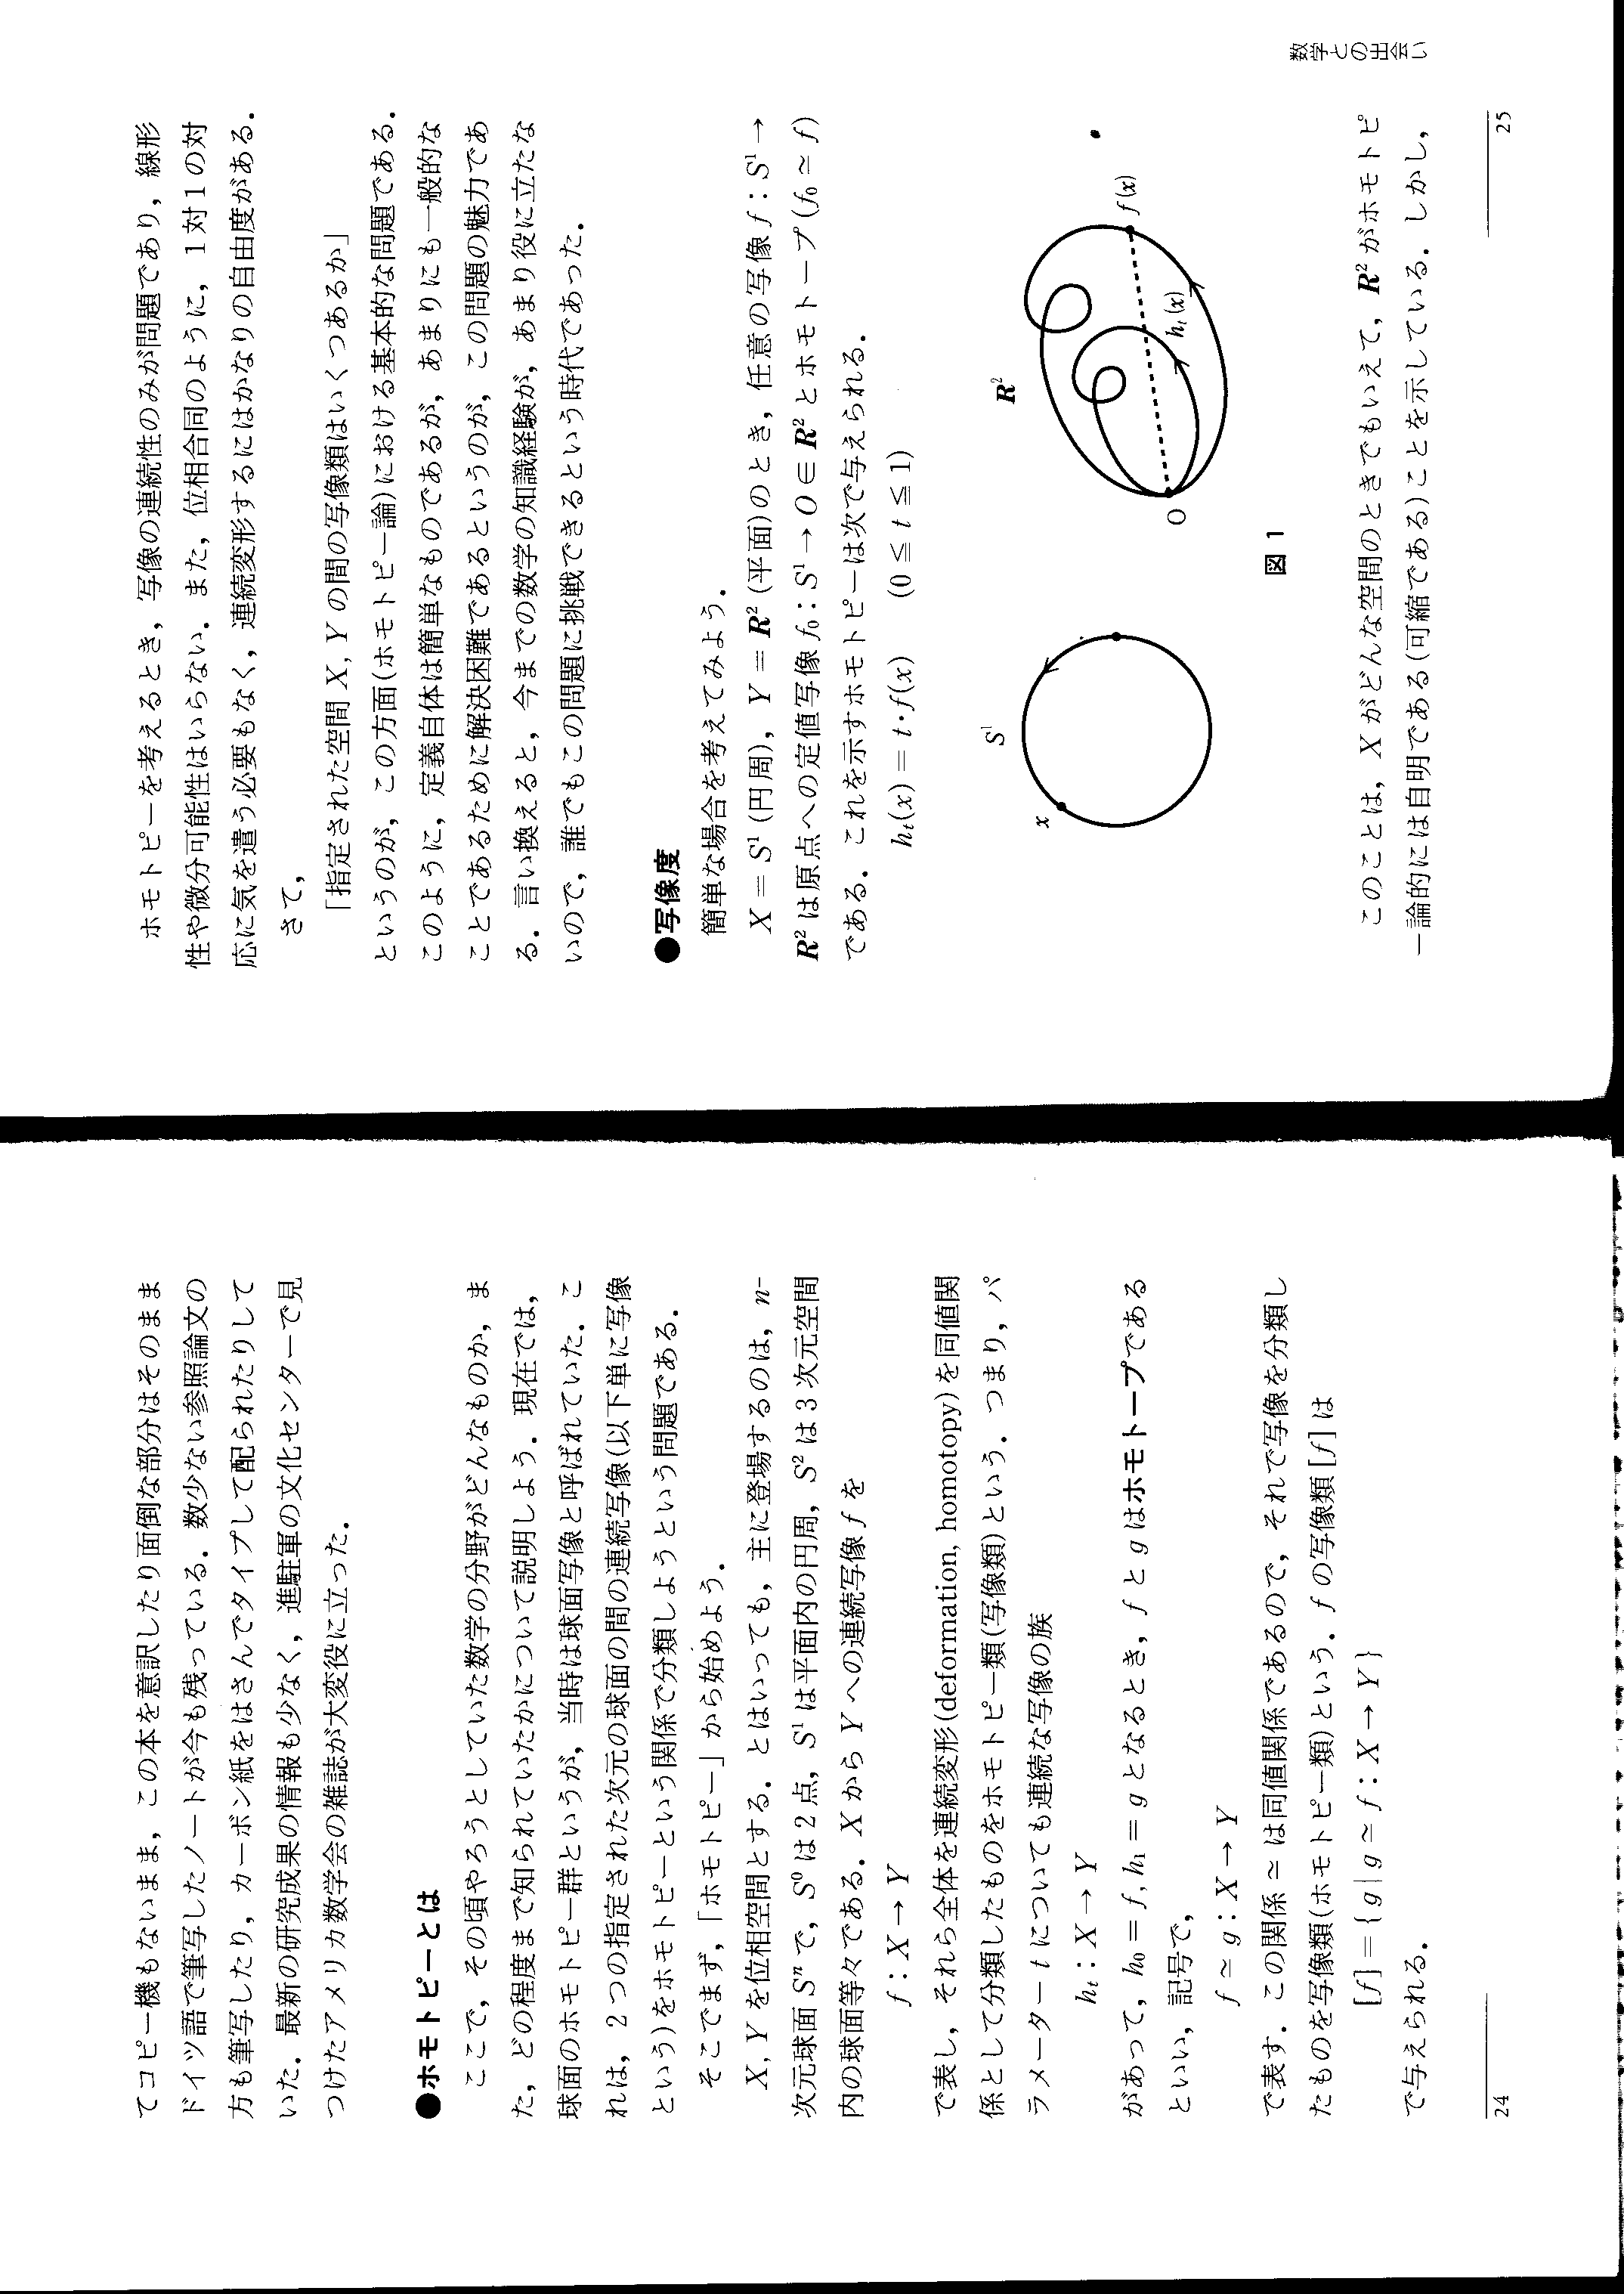 てコピー機もないまま，この本を意訳したり面倒な部分はそのまま
ドイツ語で筆写したノートが今も残っている．数少ない参照論文の
方も筆写したり，カーボン紙をはさんでタイプして配られたりして
いた．最新の研究成果の情報も少なく，進駐軍の文化センターで見
つけたアメリカ数学会の雑誌が大変役に立った．
●ホモトピーとは
ここで，その頃やろうとしていた数学の分野がどんなものか，ま
た，どの程度まで知られていたかについて説明しよう．現在では，
球面のホモトピー群というが，当時は球面写像と呼ばれていた．こ
れは，2つの指定された次元の球面の間の連続写像(以下単に写像
という)をホモトピーという関係で分類しようという問題である．
そこでまず，「ホモトピー」から始めよう．
X, Y を位相空間とする．とはいっても，主に登場するのは，n-
次元球面 Sⁿ で，S⁰ は2点，S¹ は平面内の円周，S² は3次元空間
内の球面等々である．X から Y への連続写像 f を
f : X → Y
で表し，それら全体を連続変形(deformation, homotopy)を同値関
係として分類したものをホモトピー類(写像類)という．つまり，パ
ラメーター t についても連続な写像の族
hₜ : X → Y
があって，h₀ = f, h₁ = g となるとき，f と g はホモトープである
といい，記号で，
f ≃ g : X → Y
で表す．この関係 ≃ は同値関係であるので，それで写像を分類し
たものを写像類(ホモトピー類)という．f の写像類 [f] は
[f] = { g | g ≃ f : X → Y }
で与えられる．
24
ホモトピーを考えるとき，写像の連続性のみが問題であり，線形
性や微分可能性はいらない．また，位相合同のように，1対1の対
応に気を遣う必要もなく，連続変形するにはかなりの自由度がある．
さて，
「指定された空間 X, Y の間の写像類はいくつあるか」
というのが，この方面(ホモトピー論)における基本的な問題である．
このように，定義自体は簡単なものであるが，あまりにも一般的な
ことであるために解決困難であるというのが，この問題の魅力であ
る．言い換えると，今までの数学の知識経験が，あまり役に立たな
いので，誰でもこの問題に挑戦できるという時代であった．
●写像度
簡単な場合を考えてみよう．
X = S¹ (円周)，Y = R² (平面)のとき，任意の写像 f : S¹ →
R² は原点への定値写像 f₀ : S¹ → O ∈ R² とホモトープ (f₀ ≃ f)
である．これを示すホモトピーは次で与えられる．
hₜ(x) = t・f(x) (0 ≦ t ≦ 1)
S¹
x
R²
O
hₜ(x)
f(x)
図 1
このことは，X がどんな空間のときでもいえて，R² がホモトピ
ー論的には自明である(可縮である)ことを示している．しかし，
数学との出会い
25